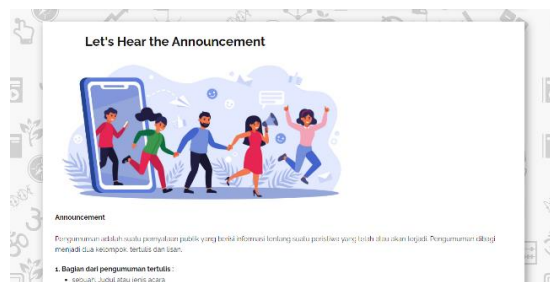 Let's Hear the Announcement
Announcement
Pengumuman adalah suatu pernyataan publik yang berisi informasi tentang suatu peristiwa yang telah atau akan terjadi. Pengumuman dibagi
menjadi dua kelompok, tertulis dan lisan.
1. Bagian dari pengumuman tertulis :
sebuah Judul atau jenis acara